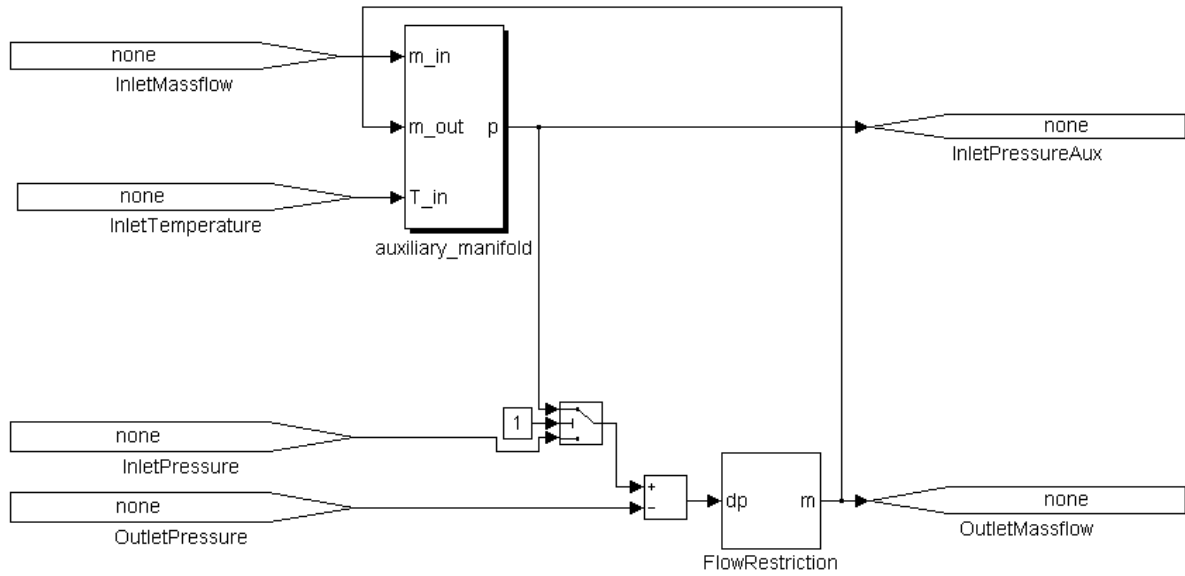 none
InletMassflow
m_in
m_out
p
T_in
auxiliary_manifold
none
InletTemperature
none
InletPressureAux
1
none
InletPressure
none
OutletPressure
+
−
dp
m
FlowRestriction
none
OutletMassflow